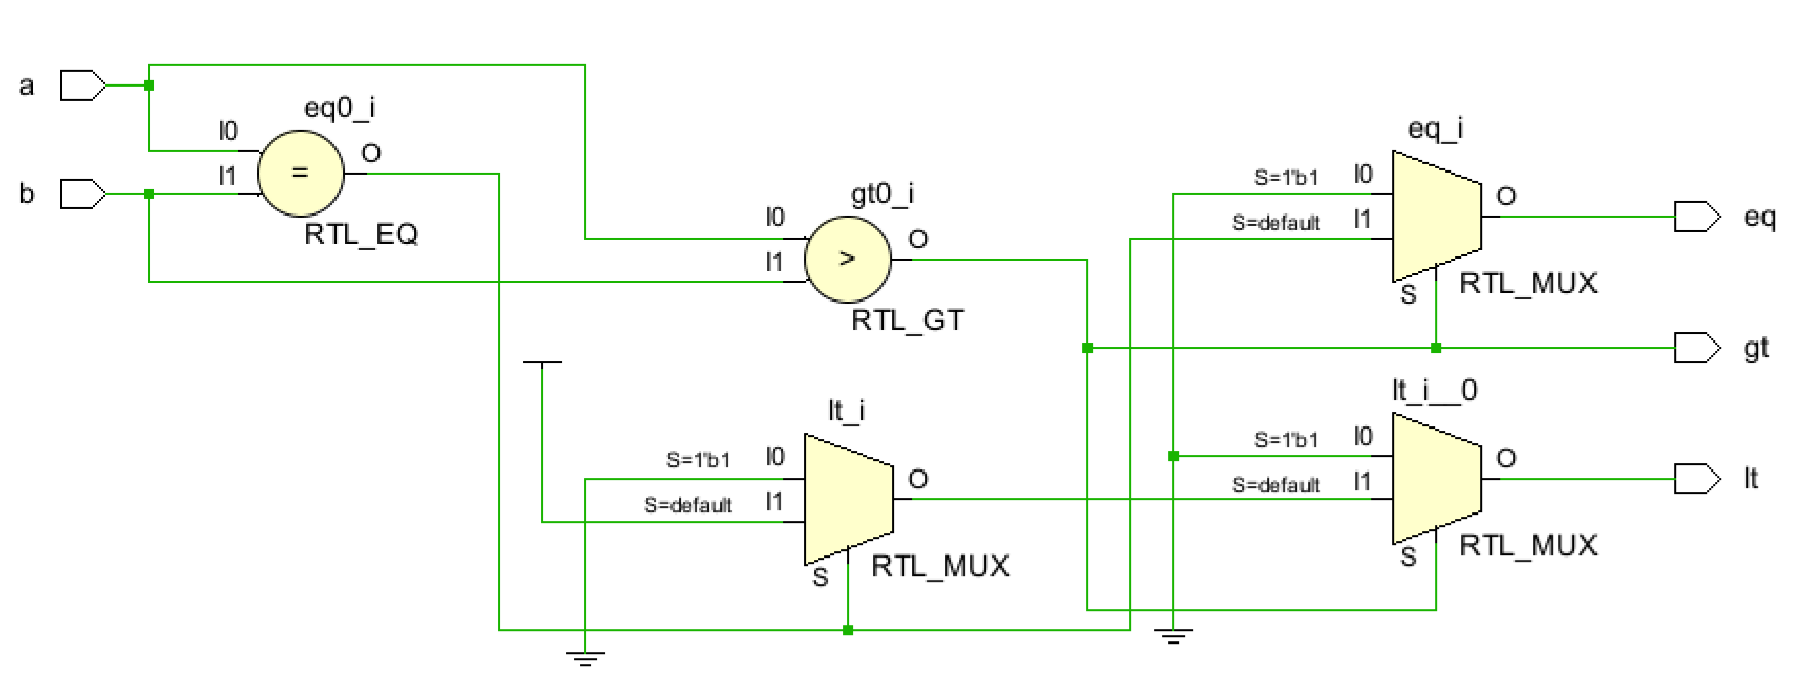 a
b
eq0_i
I0
I1
=
O
RTL_EQ
gt0_i
I0
I1
>
O
RTL_GT
lt_i
S=1'b1
I0
S=default
I1
O
S
RTL_MUX
eq_i
S=1'b1
I0
S=default
I1
O
S
RTL_MUX
eq
gt
lt_i__0
S=1'b1
I0
S=default
I1
O
S
RTL_MUX
lt